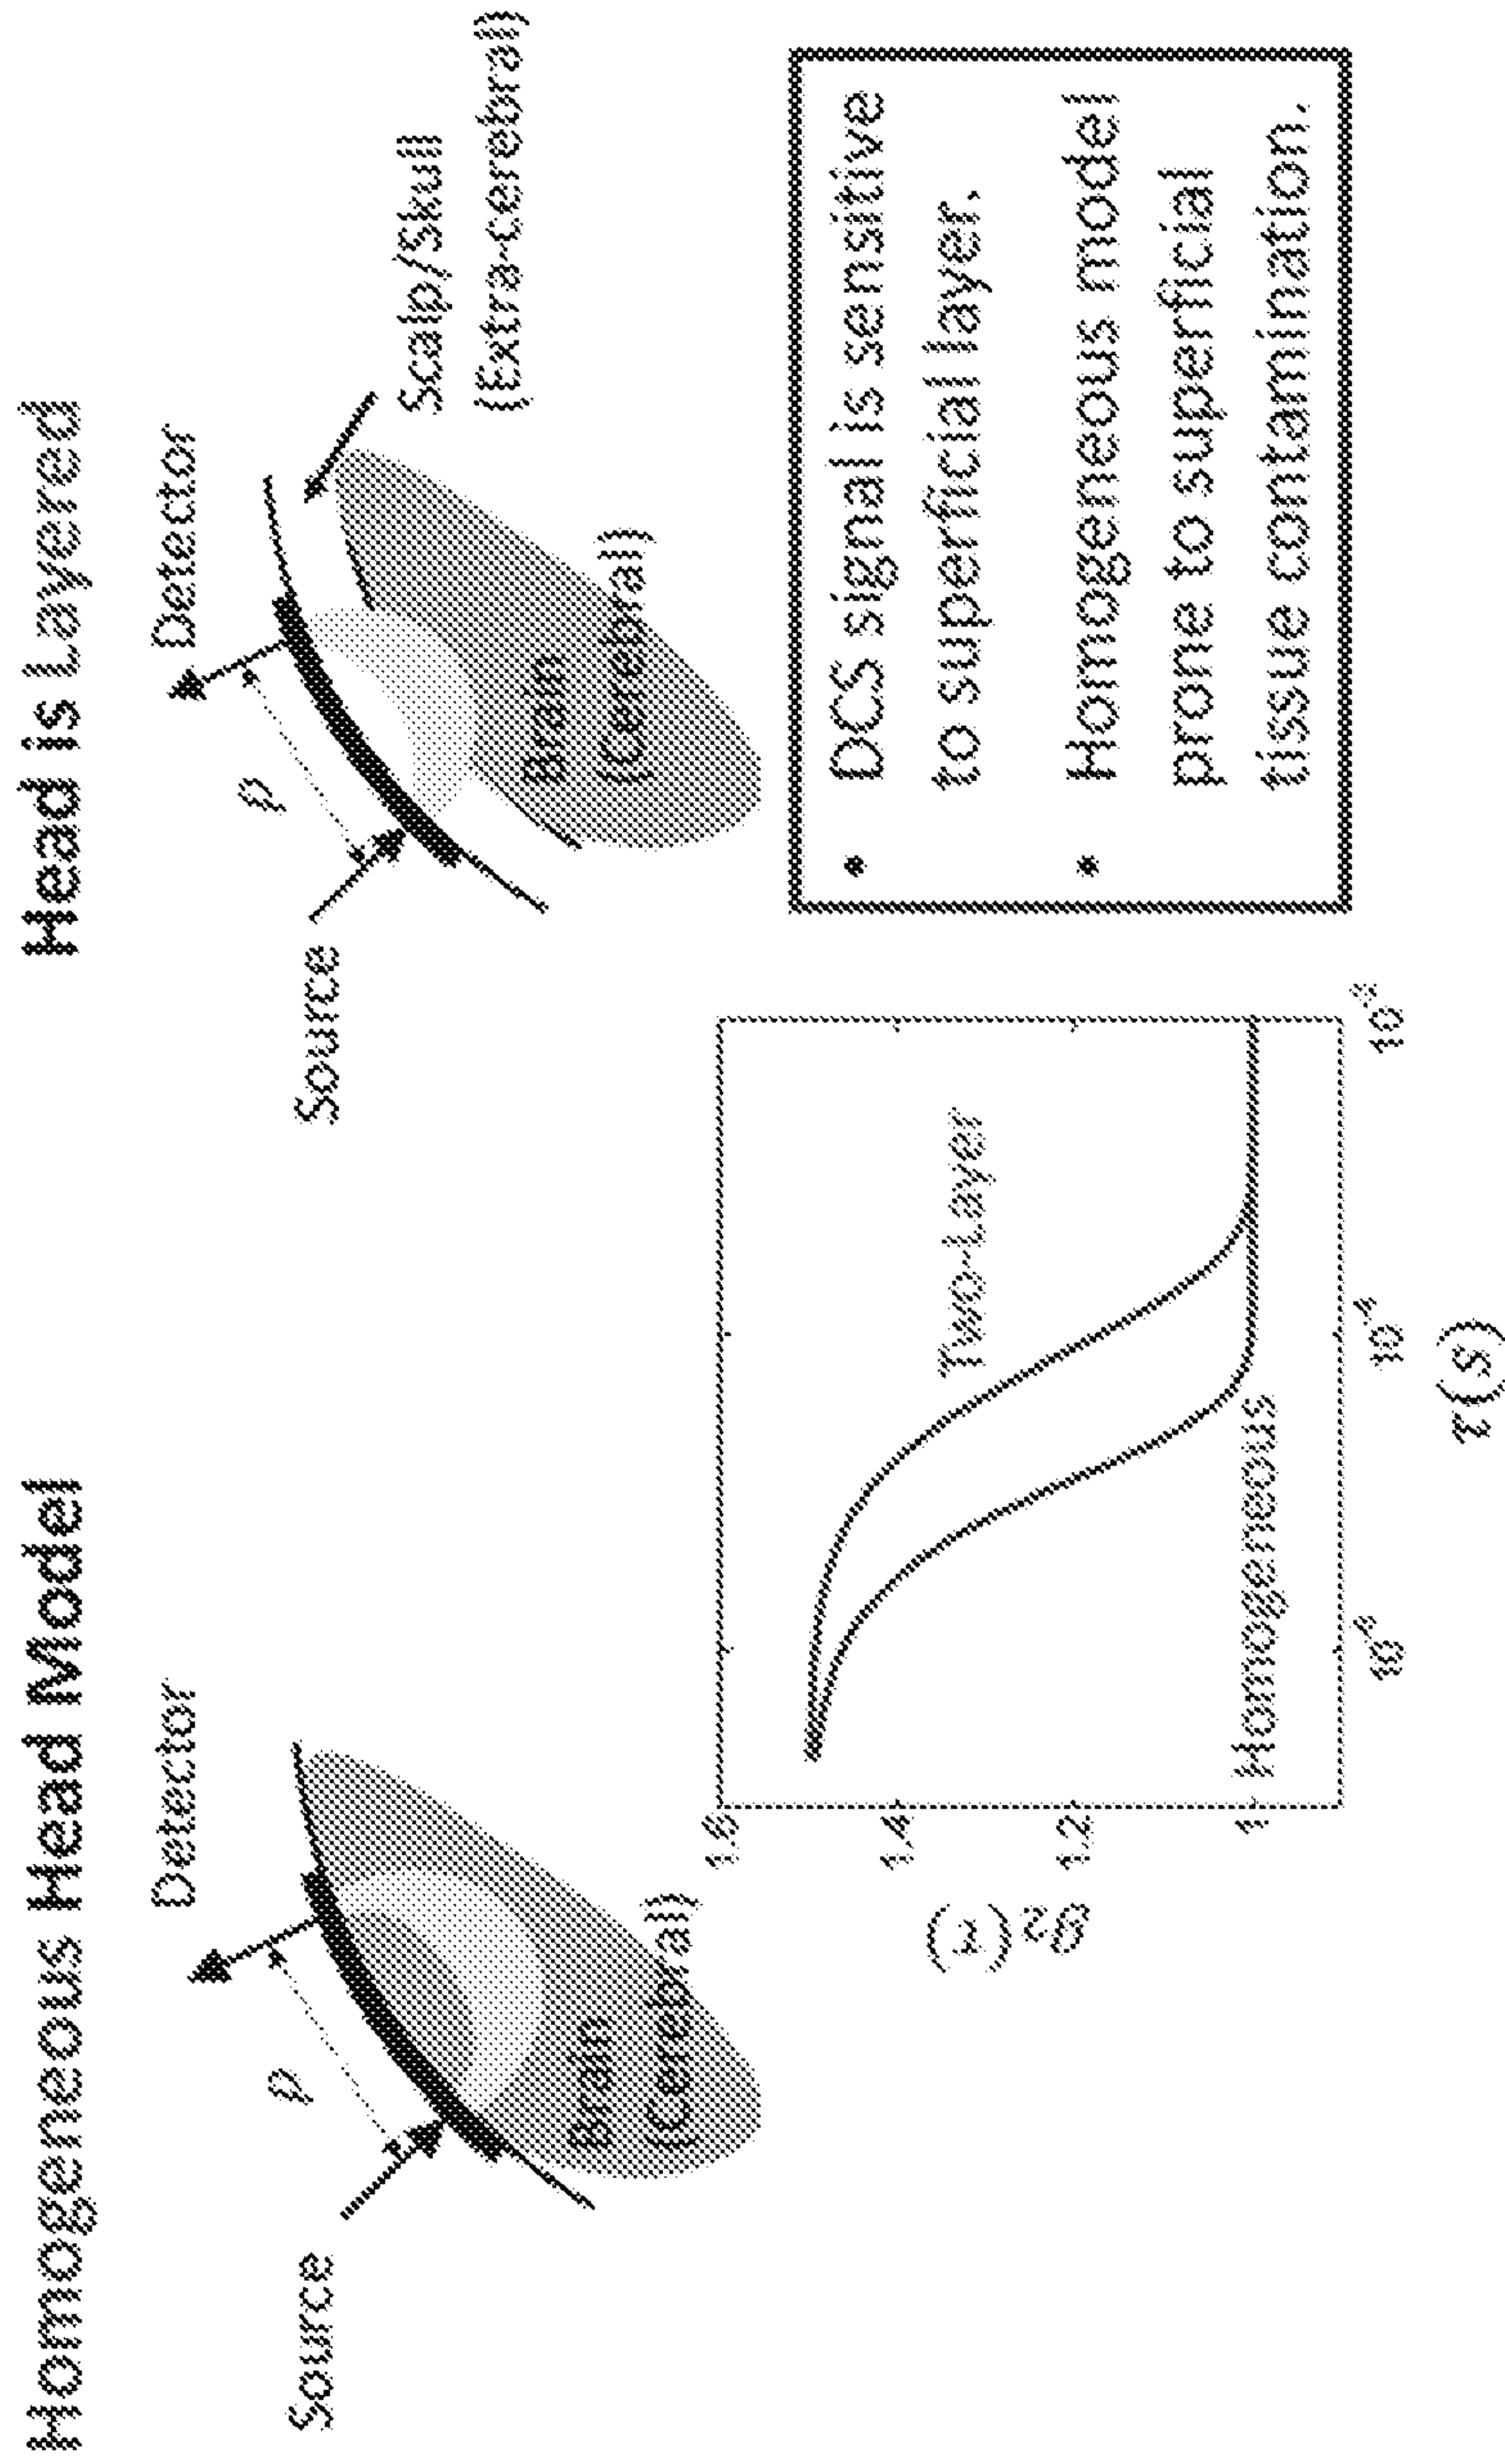 Homogeneous Head Model
Detector
ρ
Source
Brain
(Cerebral)
Head is Layered
Detector
ρ
Source
Scalp/Skull
(Extra-cerebral)
Brain
(Cerebral)
g₂(τ)
1.6
1.4
1.2
1
Two-Layer
Homogeneous
τ(s)
• DCS signal is sensitive
to superficial layer.
• Homogeneous model
prone to superficial
tissue contamination.